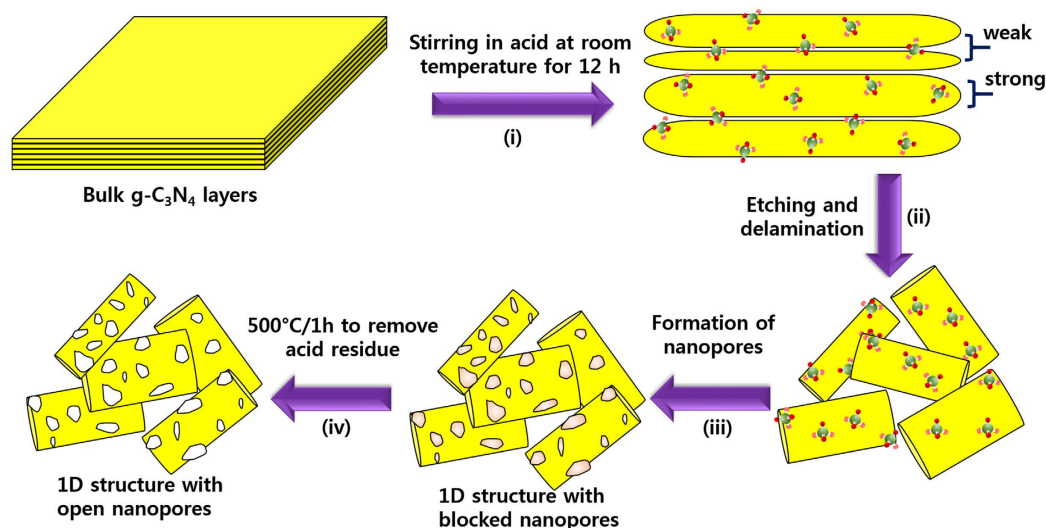 Stirring in acid at room
temperature for 12 h
(i)
weak
strong
Bulk g-C₃N₄ layers
Etching and
delamination
(ii)
Formation of
nanopores
(iii)
500°C/1h to remove
acid residue
(iv)
1D structure with
open nanopores
1D structure with
blocked nanopores